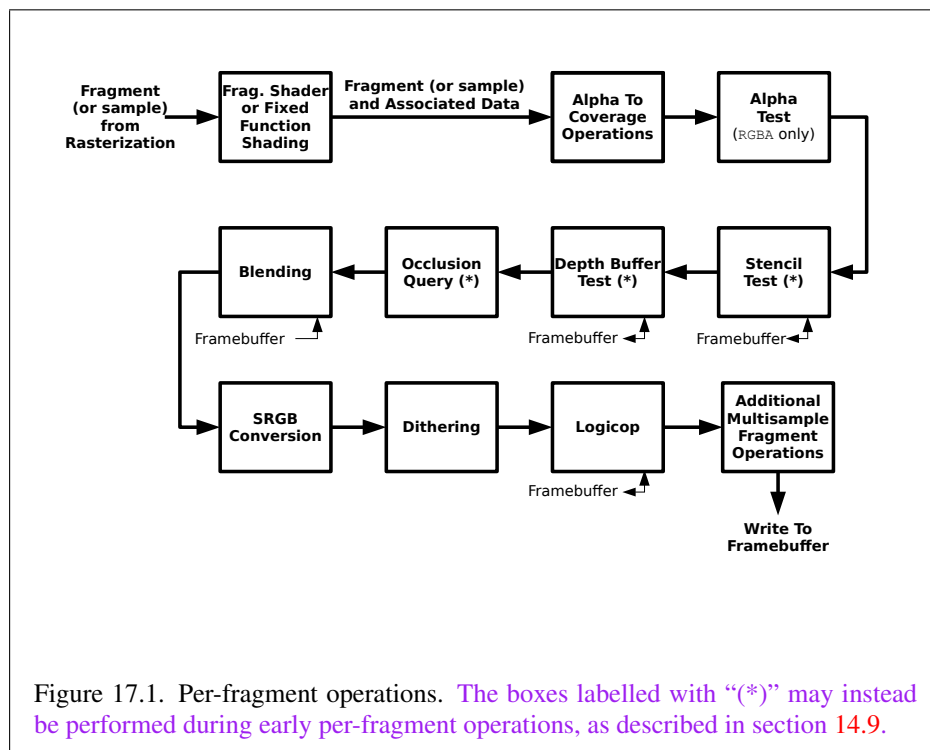 Fragment
(or sample)
from
Rasterization
Frag. Shader
or Fixed
Function
Shading
Fragment (or sample)
and Associated Data
Alpha To
Coverage
Operations
Alpha
Test
(RGBA only)
Blending
Occlusion
Query (*)
Depth Buffer
Test (*)
Stencil
Test (*)
Framebuffer
Framebuffer
Framebuffer
SRGB
Conversion
Dithering
Logicop
Additional
Multisample
Fragment
Operations
Framebuffer
Write To
Framebuffer
Figure 17.1. Per-fragment operations. The boxes labelled with “(*)” may instead
be performed during early per-fragment operations, as described in section 14.9.